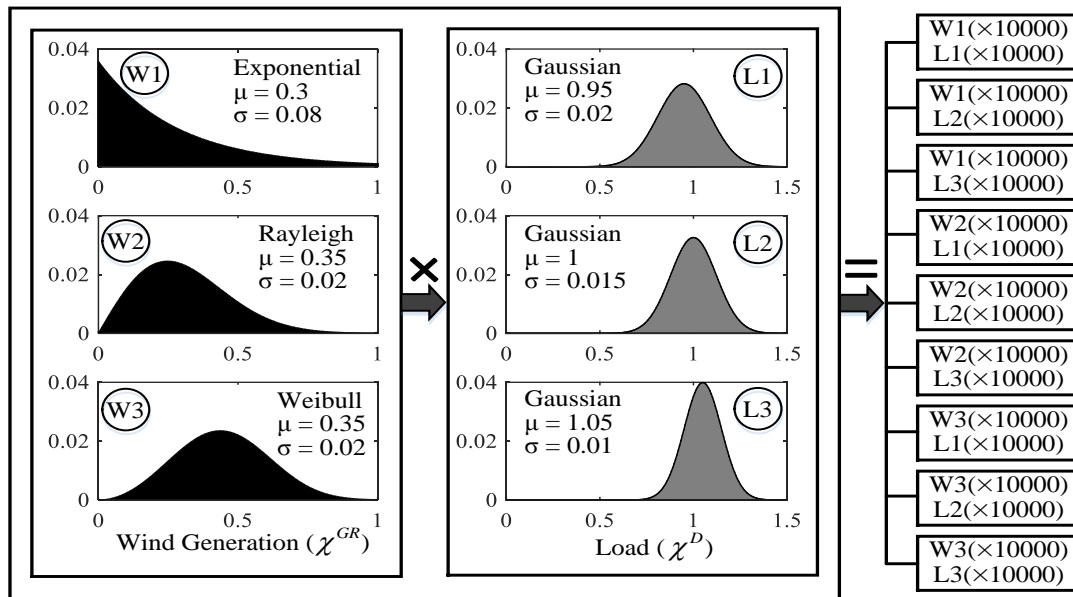 0.04
0.02
0
0
0.5
1
W1
Exponential
μ = 0.3
σ = 0.08
0.04
0.02
0
0
0.5
1
W2
Rayleigh
μ = 0.35
σ = 0.02
0.04
0.02
0
0
0.5
1
W3
Weibull
μ = 0.35
σ = 0.02
Wind Generation (χ^GR)
×
0.04
0.02
0
0
0.5
1
1.5
Gaussian
μ = 0.95
σ = 0.02
L1
0.04
0.02
0
0
0.5
1
1.5
Gaussian
μ = 1
σ = 0.015
L2
0.04
0.02
0
0
0.5
1
1.5
Gaussian
μ = 1.05
σ = 0.01
L3
Load (χ^D)
=
W1(×10000)
L1(×10000)
W1(×10000)
L2(×10000)
W1(×10000)
L3(×10000)
W2(×10000)
L1(×10000)
W2(×10000)
L2(×10000)
W2(×10000)
L3(×10000)
W3(×10000)
L1(×10000)
W3(×10000)
L2(×10000)
W3(×10000)
L3(×10000)